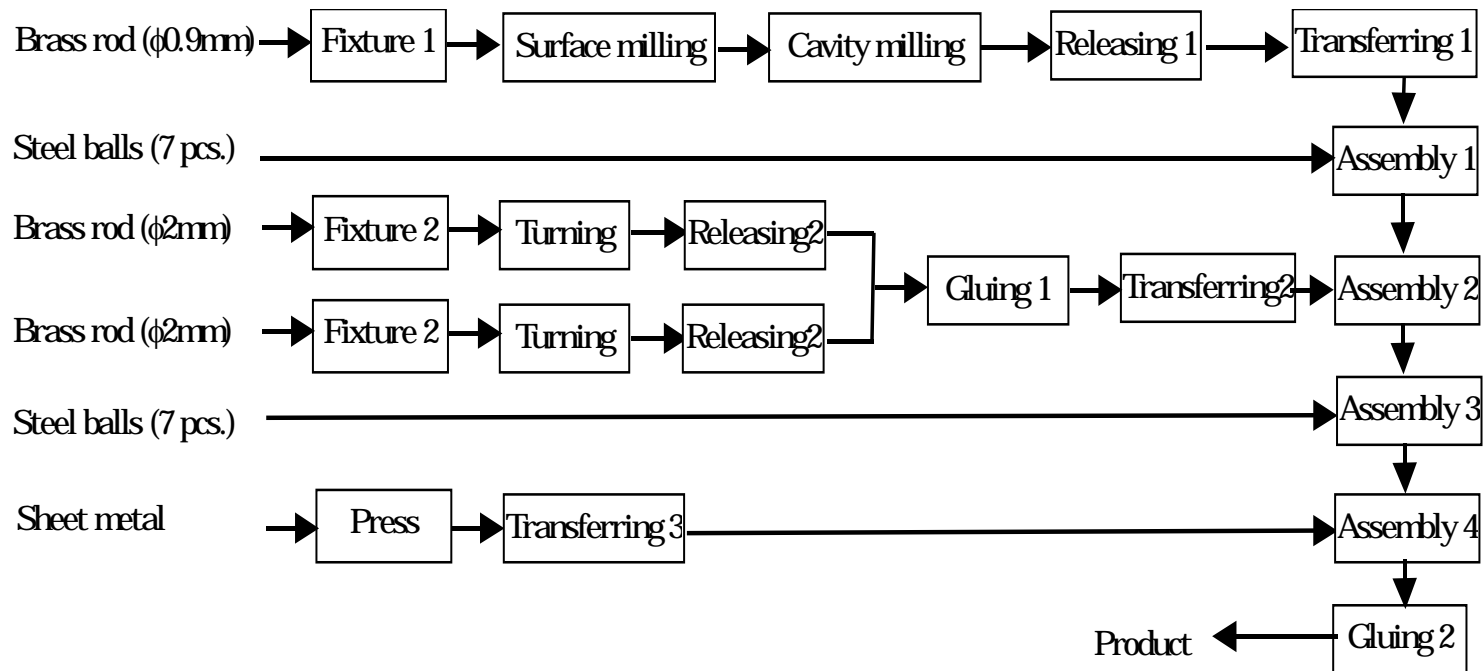 Brass rod (ϕ0.9mm) Fixture 1 Surface milling Cavity milling Releasing 1 Transferring 1
Steel balls (7 pcs.) Assembly 1
Brass rod (ϕ2mm) Fixture 2 Turning Releasing2
Gluing 1 Transferring2 Assembly 2
Brass rod (ϕ2mm) Fixture 2 Turning Releasing2
Steel balls (7 pcs.) Assembly 3
Sheet metal Press Transferring 3 Assembly 4
Product Gluing 2